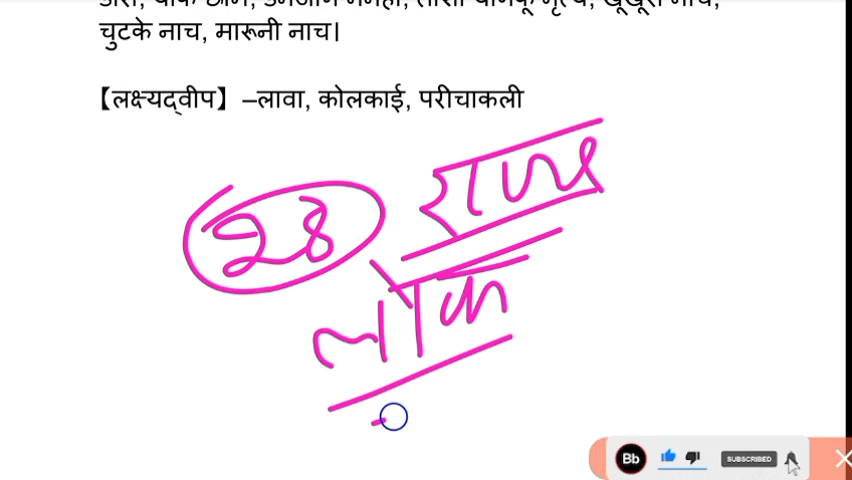 चुटके नाच, मारूनी नाच।
【लक्ष्यद्वीप】 –लावा, कोलकाई, परीचाकली
28 राज्य
लोक
Bb SUBSCRIBED